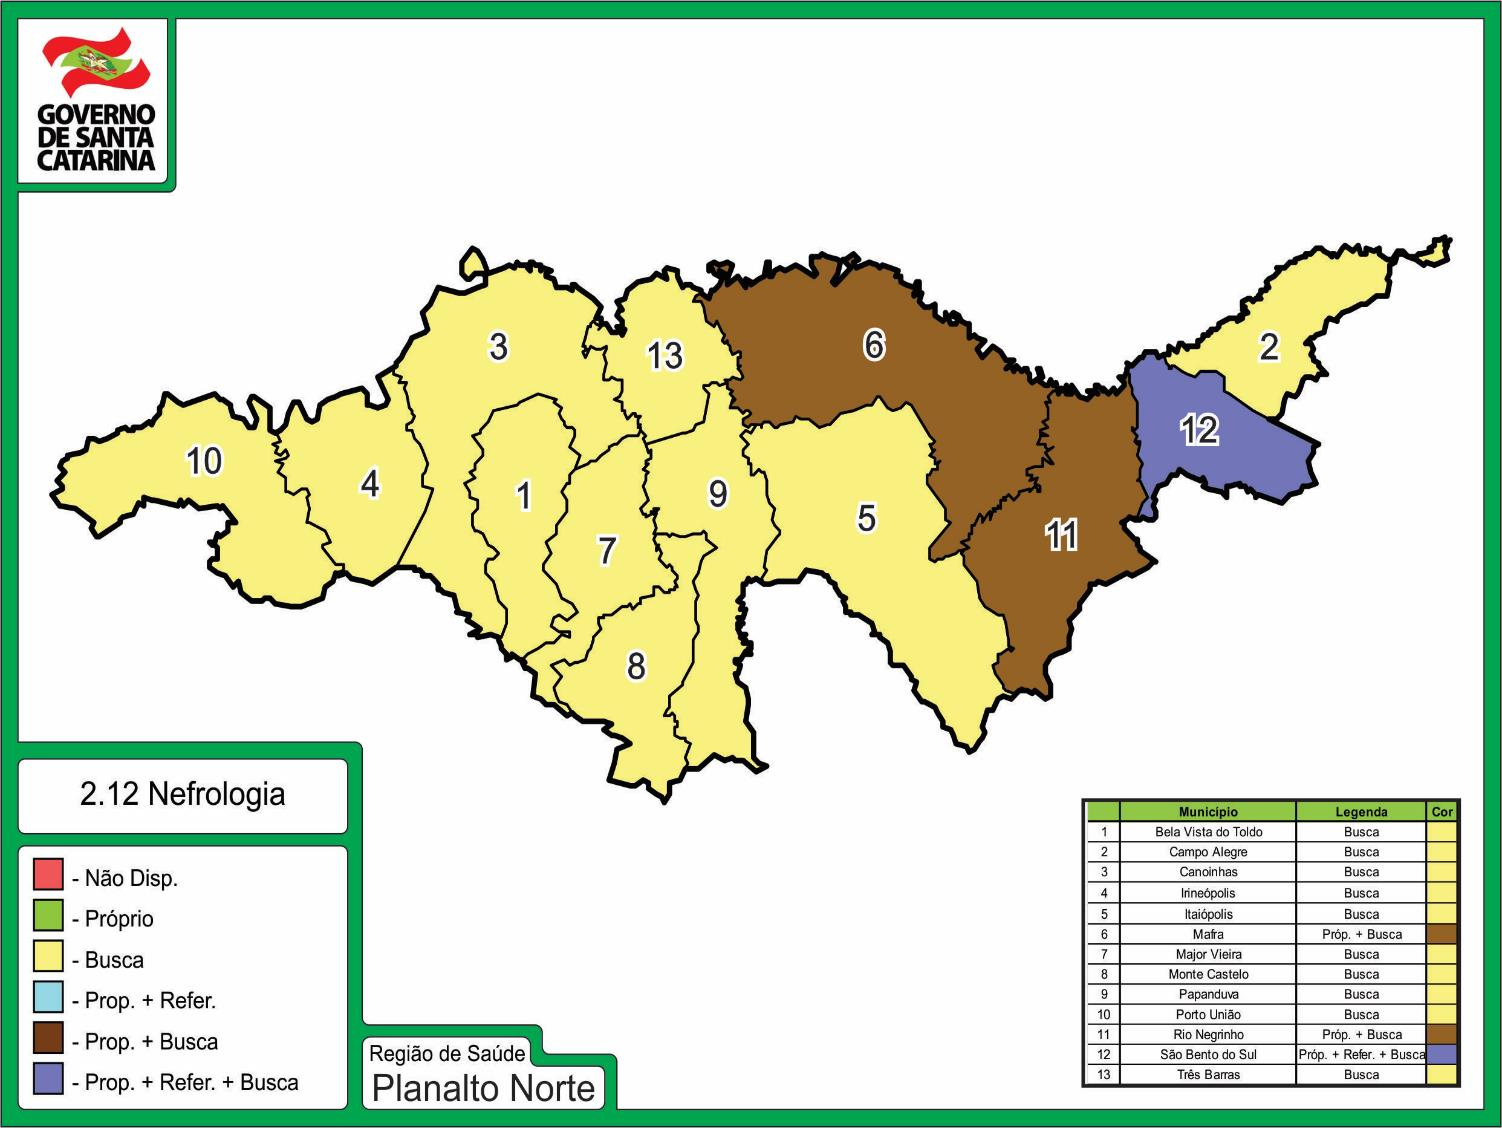 GOVERNO
DE SANTA
CATARINA
3
13
6
2
12
10
4
1
9
5
11
7
8
2.12 Nefrologia
- Não Disp.
- Próprio
- Busca
- Prop. + Refer.
- Prop. + Busca
- Prop. + Refer. + Busca
Região de Saúde
Planalto Norte
Município Legenda Cor
1 Bela Vista do Toldo Busca
2 Campo Alegre Busca
3 Canoinhas Busca
4 Irineópolis Busca
5 Itaiópolis Busca
6 Mafra Próp. + Busca
7 Major Vieira Busca
8 Monte Castelo Busca
9 Papanduva Busca
10 Porto União Busca
11 Rio Negrinho Próp. + Busca
12 São Bento do Sul Próp. + Refer. + Busca
13 Três Barras Busca